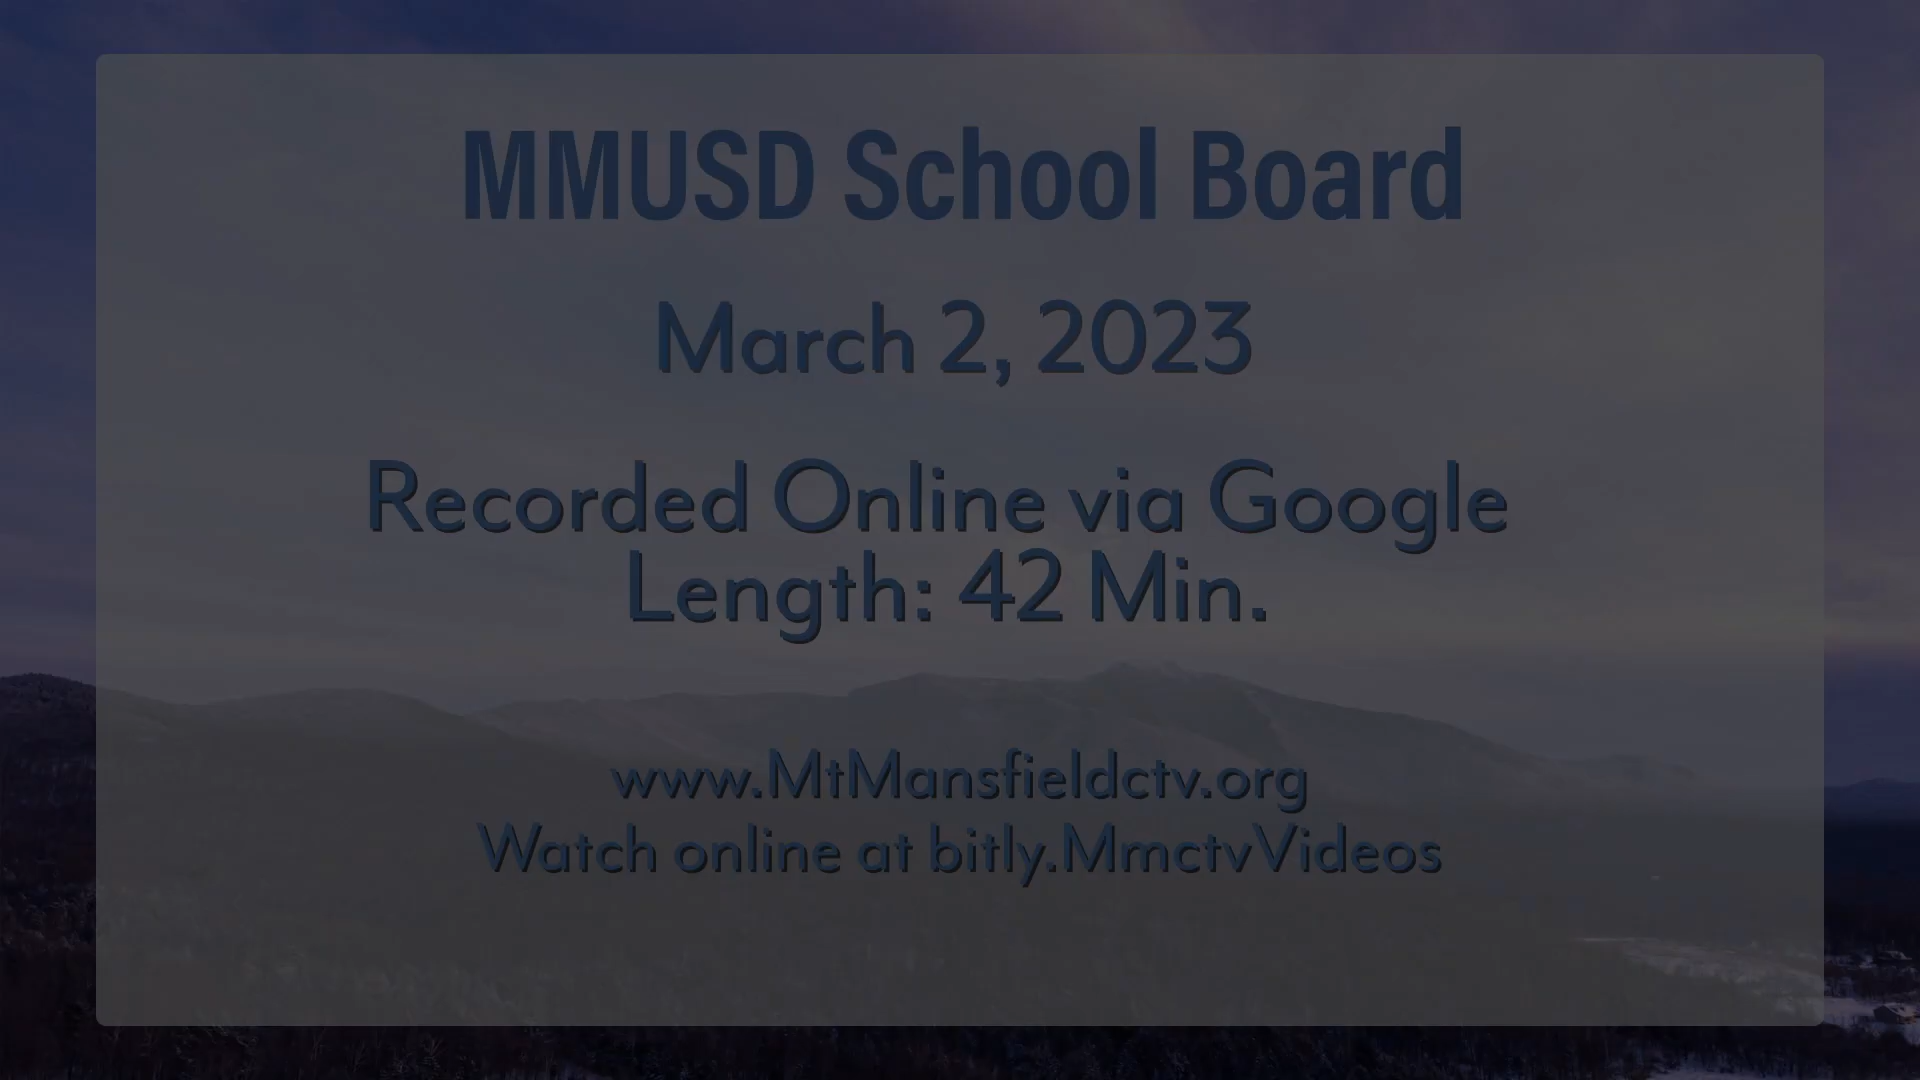 MMUSD School Board
March 2, 2023
Recorded Online via Google
Length: 42 Min.
www.MtMansfieldctv.org
Watch online at bitly.MmctvVideos